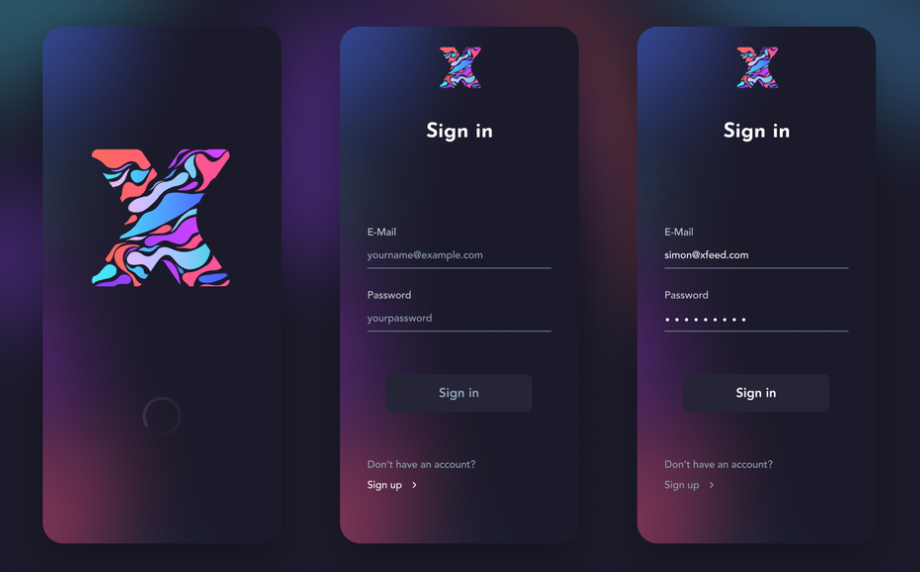 X
X
Sign in
E-Mail
yourname@example.com
Password
yourpassword
Sign in
Don't have an account?
Sign up >
X
Sign in
E-Mail
simon@xfeed.com
Password
•••••••••
Sign in
Don't have an account?
Sign up >